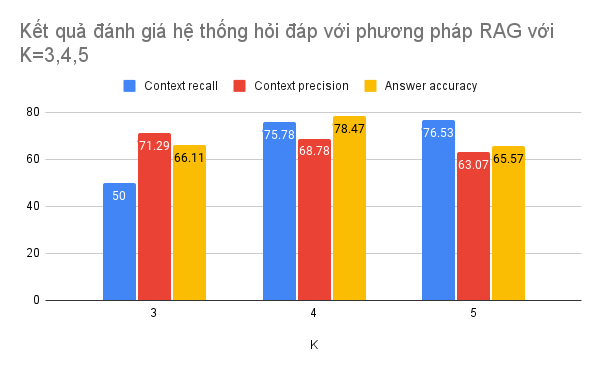 Kết quả đánh giá hệ thống hỏi đáp với phương pháp RAG với
K=3,4,5
Context recall Context precision Answer accuracy
80
60
40
20
0
50 71.29 66.11
75.78 68.78 78.47
76.53 63.07 65.57
3 4 5
K